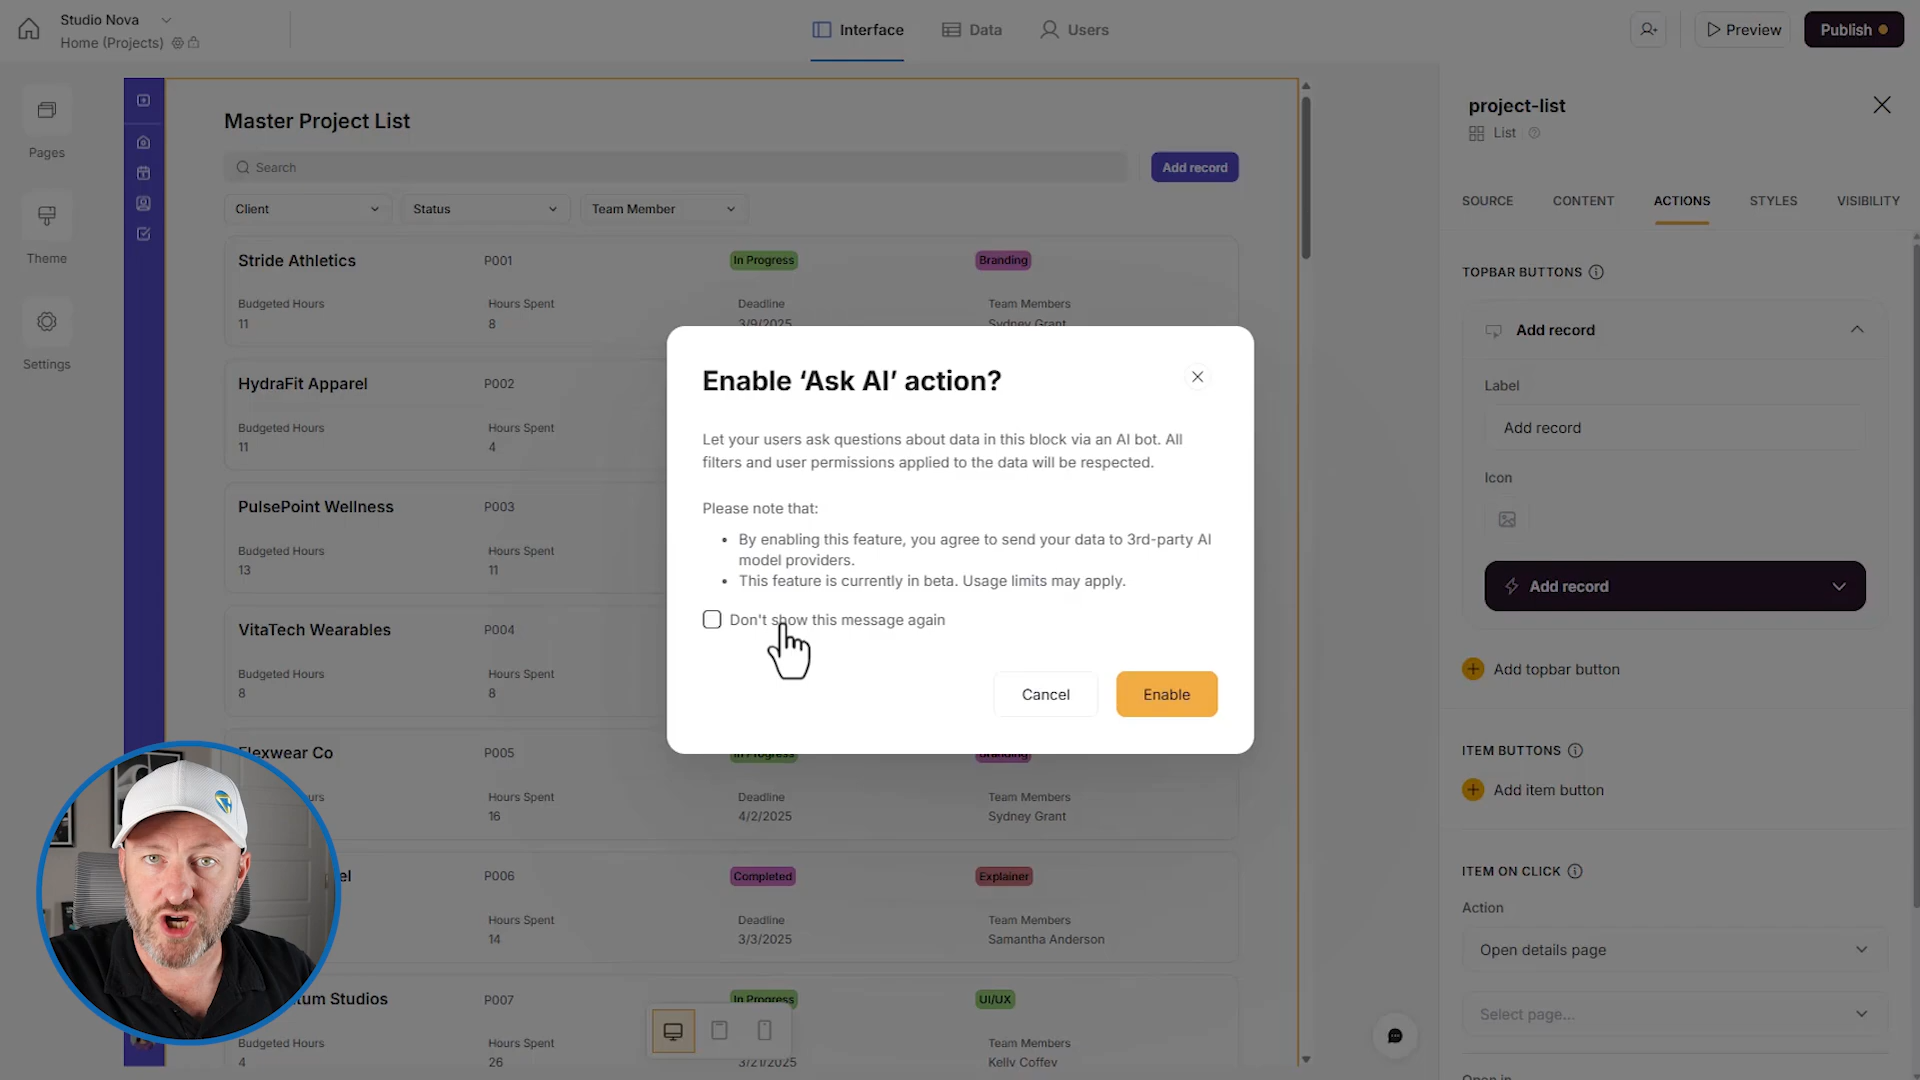 Studio Nova
Home (Projects)
Interface
Data
Users
Preview
Publish
Pages
Theme
Settings
Master Project List
Search
Add record
Client
Status
Team Member
Stride Athletics
P001
In Progress
Branding
Budgeted Hours
Hours Spent
Deadline
Team Members
11
8
3/9/2025
Sydney Grant
HydraFit Apparel
P002
Budgeted Hours
Hours Spent
11
4
PulsePoint Wellness
P003
Budgeted Hours
Hours Spent
13
11
VitaTech Wearables
P004
Budgeted Hours
Hours Spent
8
8
Flexwear Co
P005
In Progress
Branding
urs
Hours Spent
Deadline
Team Members
16
4/2/2025
Sydney Grant
el
P006
Completed
Explainer
Hours Spent
Deadline
Team Members
14
3/3/2025
Samantha Anderson
tum Studios
P007
In Progress
UI/UX
Budgeted Hours
Hours Spent
Team Members
4
26
3/21/2025
Kelly Coffey
Enable ‘Ask AI’ action?
Let your users ask questions about data in this block via an AI bot. All
filters and user permissions applied to the data will be respected.
Please note that:
• By enabling this feature, you agree to send your data to 3rd-party AI
model providers.
• This feature is currently in beta. Usage limits may apply.
Don't show this message again
Cancel
Enable
project-list
List
SOURCE
CONTENT
ACTIONS
STYLES
VISIBILITY
TOPBAR BUTTONS
Add record
Label
Add record
Icon
Add record
Add topbar button
ITEM BUTTONS
Add item button
ITEM ON CLICK
Action
Open details page
Select page...
Open in